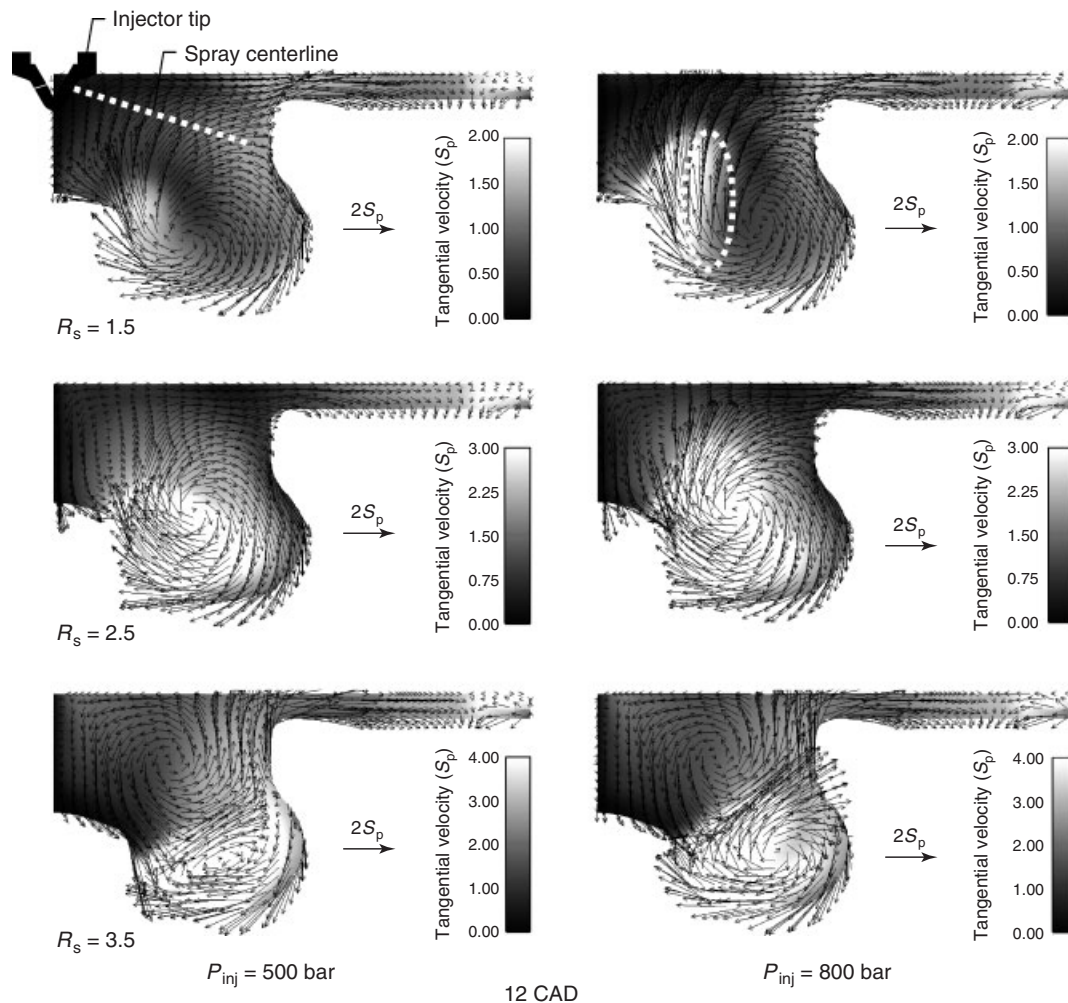 Injector tip
Spray centerline
Tangential velocity (Sp)
2.00
1.50
1.00
0.50
0.00
2Sp
Rs = 1.5
Tangential velocity (Sp)
2.00
1.50
1.00
0.50
0.00
2Sp
Tangential velocity (Sp)
3.00
2.25
1.50
0.75
0.00
2Sp
Rs = 2.5
Tangential velocity (Sp)
3.00
2.25
1.50
0.75
0.00
2Sp
Tangential velocity (Sp)
4.00
3.00
2.00
1.00
0.00
2Sp
Rs = 3.5
Tangential velocity (Sp)
4.00
3.00
2.00
1.00
0.00
2Sp
Pinj = 500 bar
Pinj = 800 bar
12 CAD